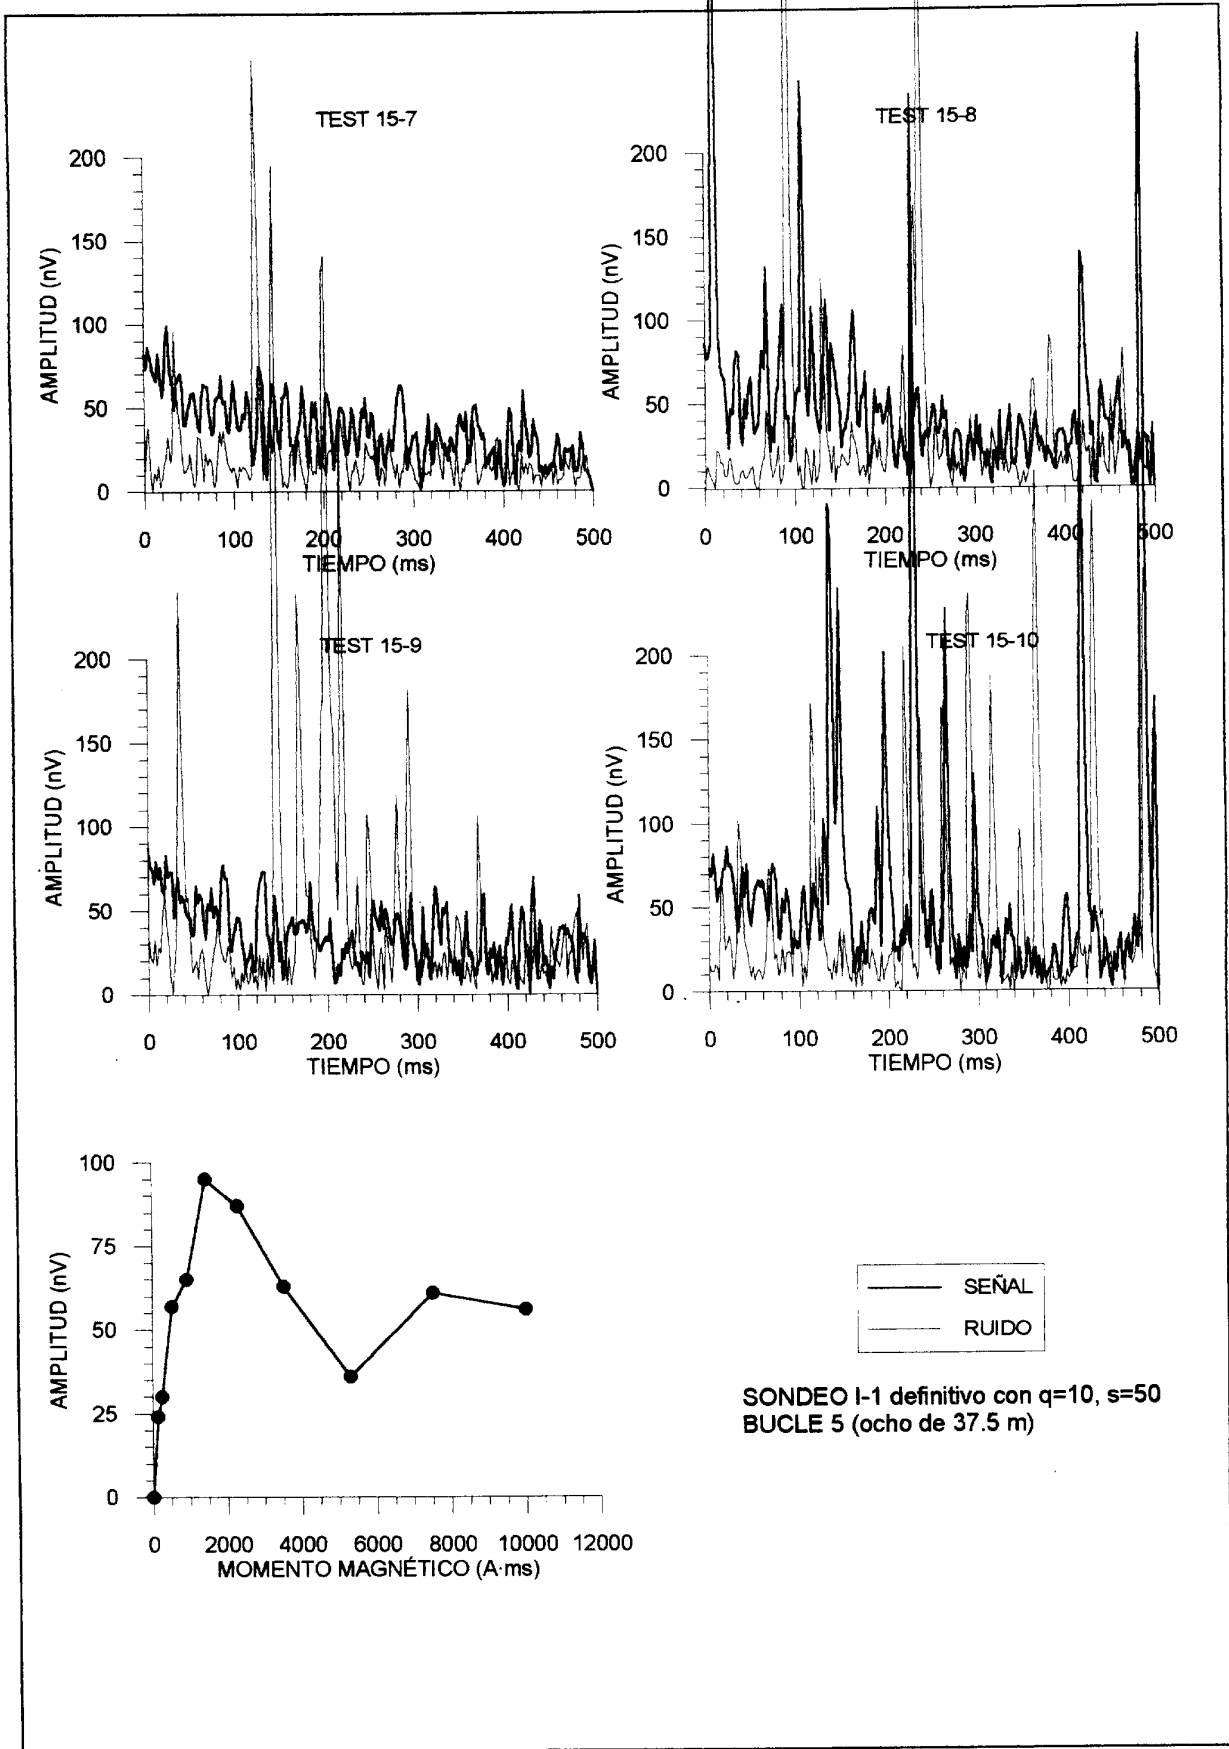 TEST 15-7
200
150
100
50
0
AMPLITUD (nV)
0 100 200 300 400 500
TIEMPO (ms)
TEST 15-8
200
150
100
50
0
AMPLITUD (nV)
0 100 200 300 400 500
TIEMPO (ms)
TEST 15-9
200
150
100
50
0
AMPLITUD (nV)
0 100 200 300 400 500
TIEMPO (ms)
TEST 15-10
200
150
100
50
0
AMPLITUD (nV)
0 100 200 300 400 500
TIEMPO (ms)
100
75
50
25
0
AMPLITUD (nV)
0 2000 4000 6000 8000 10000 12000
MOMENTO MAGNÉTICO (A·ms)
SEÑAL
RUIDO
SONDEO I-1 definitivo con q=10, s=50
BUCLE 5 (ocho de 37.5 m)